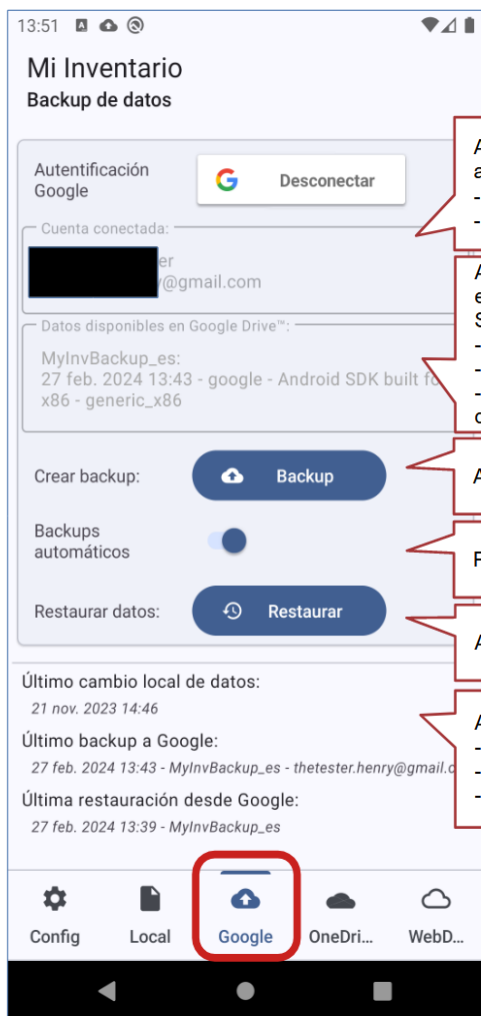 13:51
Mi Inventario
Backup de datos
Autentificación
Google
Desconectar
Cuenta conectada:
er
y@gmail.com
Datos disponibles en Google Drive™:
MyInvBackup_es:
27 feb. 2024 13:43 - google - Android SDK built fo
x86 - generic_x86
Crear backup:
Backup
Backups
automáticos
Restaurar datos:
Restaurar
Último cambio local de datos:
21 nov. 2023 14:46
Último backup a Google:
27 feb. 2024 13:43 - MyInvBackup_es - thetester.henry@gmail.c
Última restauración desde Google:
27 feb. 2024 13:39 - MyInvBackup_es
Config
Local
Google
OneDri...
WebD...